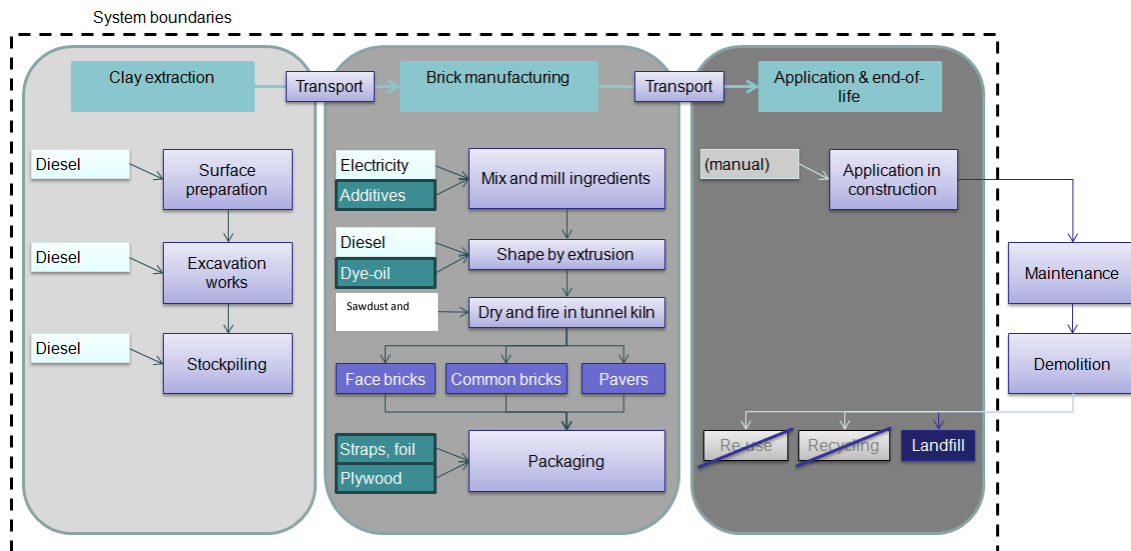 System boundaries
Clay extraction
Transport
Brick manufacturing
Transport
Application & end-of-
life
Diesel
Surface
preparation
Diesel
Excavation
works
Diesel
Stockpiling
Electricity
Additives
Mix and mill ingredients
Diesel
Dye-oil
Shape by extrusion
Sawdust and
Dry and fire in tunnel kiln
Face bricks
Common bricks
Pavers
Straps, foil
Plywood
Packaging
(manual)
Application in
construction
Maintenance
Demolition
Re-use
Recycling
Landfill